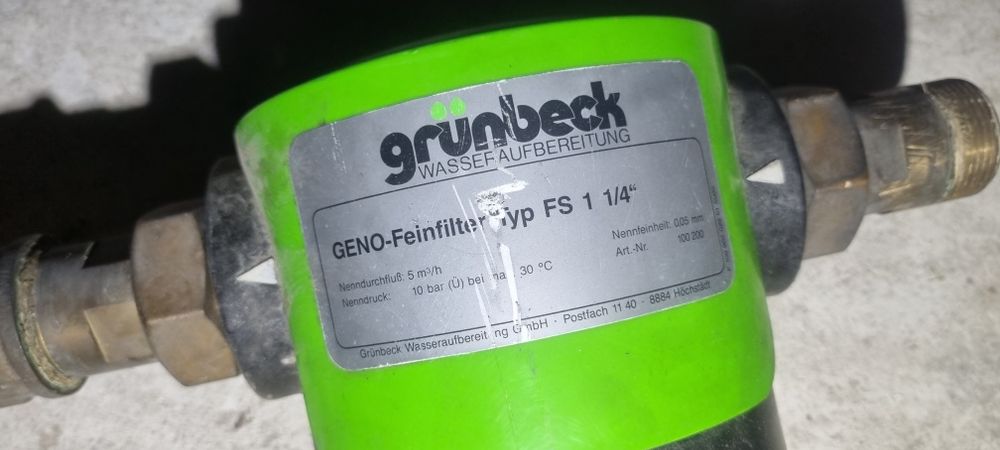 grünbeck
WASSERAUFBEREITUNG
GENO-Feinfilter Typ FS 1 1/4"
Nenndurchfluß: 5 m³/h
Nenndruck: 10 bar (Ü) bei max. 30 °C
Nennfeinheit: 0,05 mm
Art.-Nr. 100 200
Grünbeck Wasseraufbereitung GmbH · Postfach 11 40 · 8884 Höchstädt